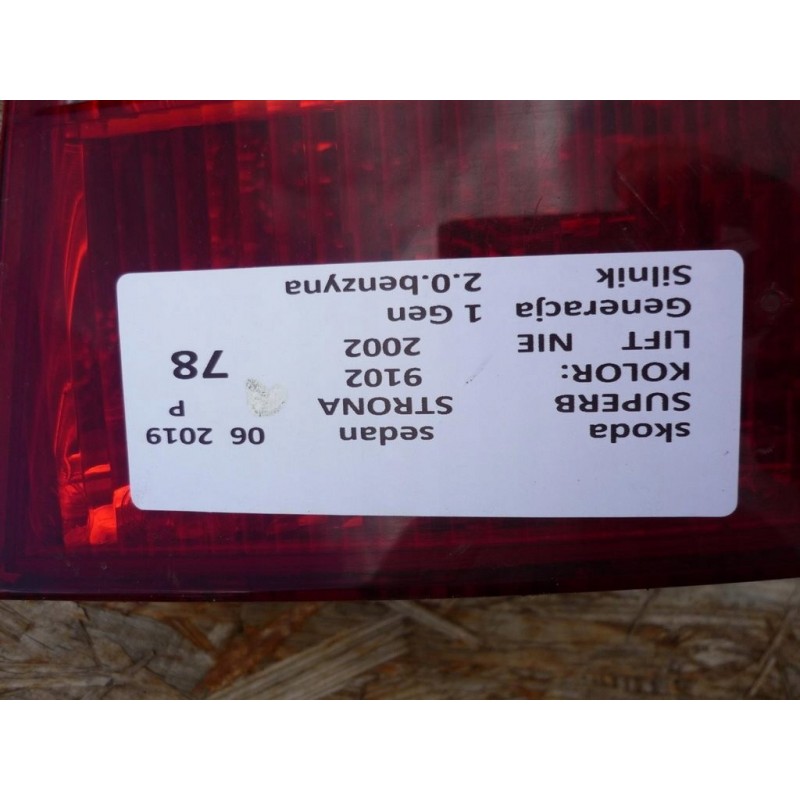 skoda sedan 06 2019
SUPERB STRONA P
KOLOR: 9102
LIFT NIE 2002 78
Generacja 1 Gen
Silnik 2.0.benzyna